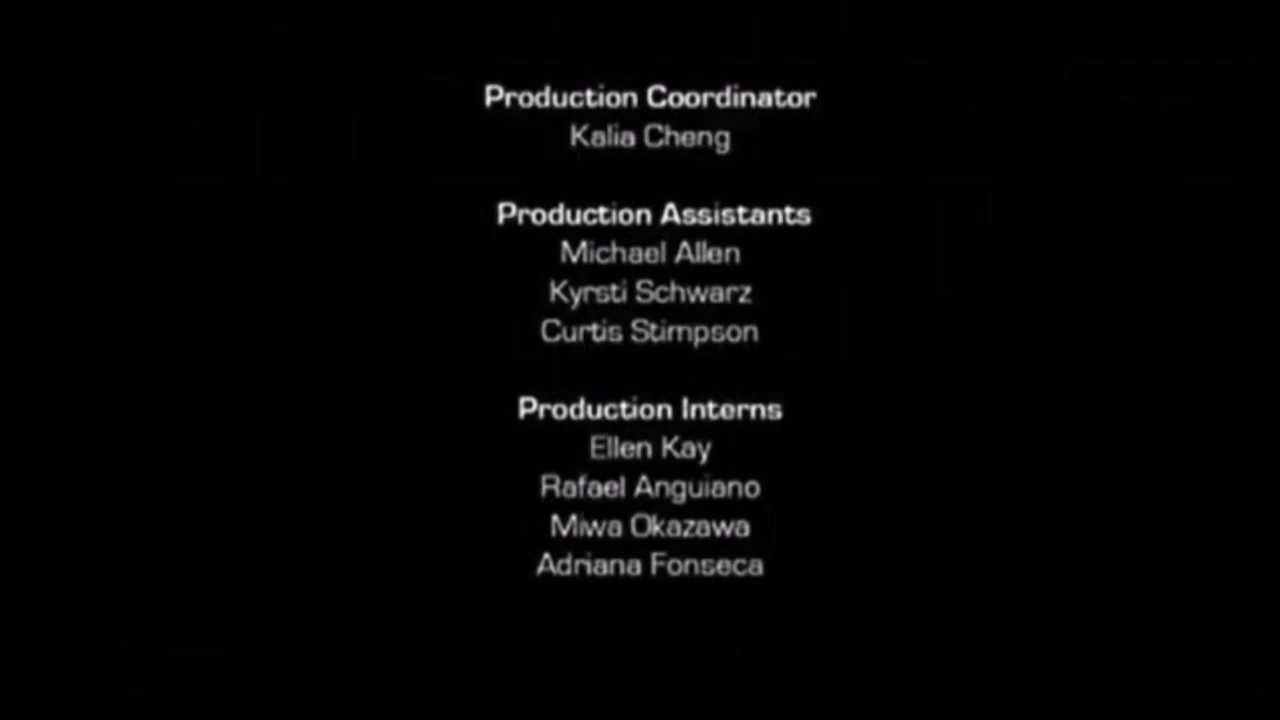 Production Coordinator
Kalia Cheng
Production Assistants
Michael Allen
Kyrsti Schwarz
Curtis Stimpson
Production Interns
Ellen Kay
Rafael Anguiano
Miwa Okazawa
Adriana Fonseca